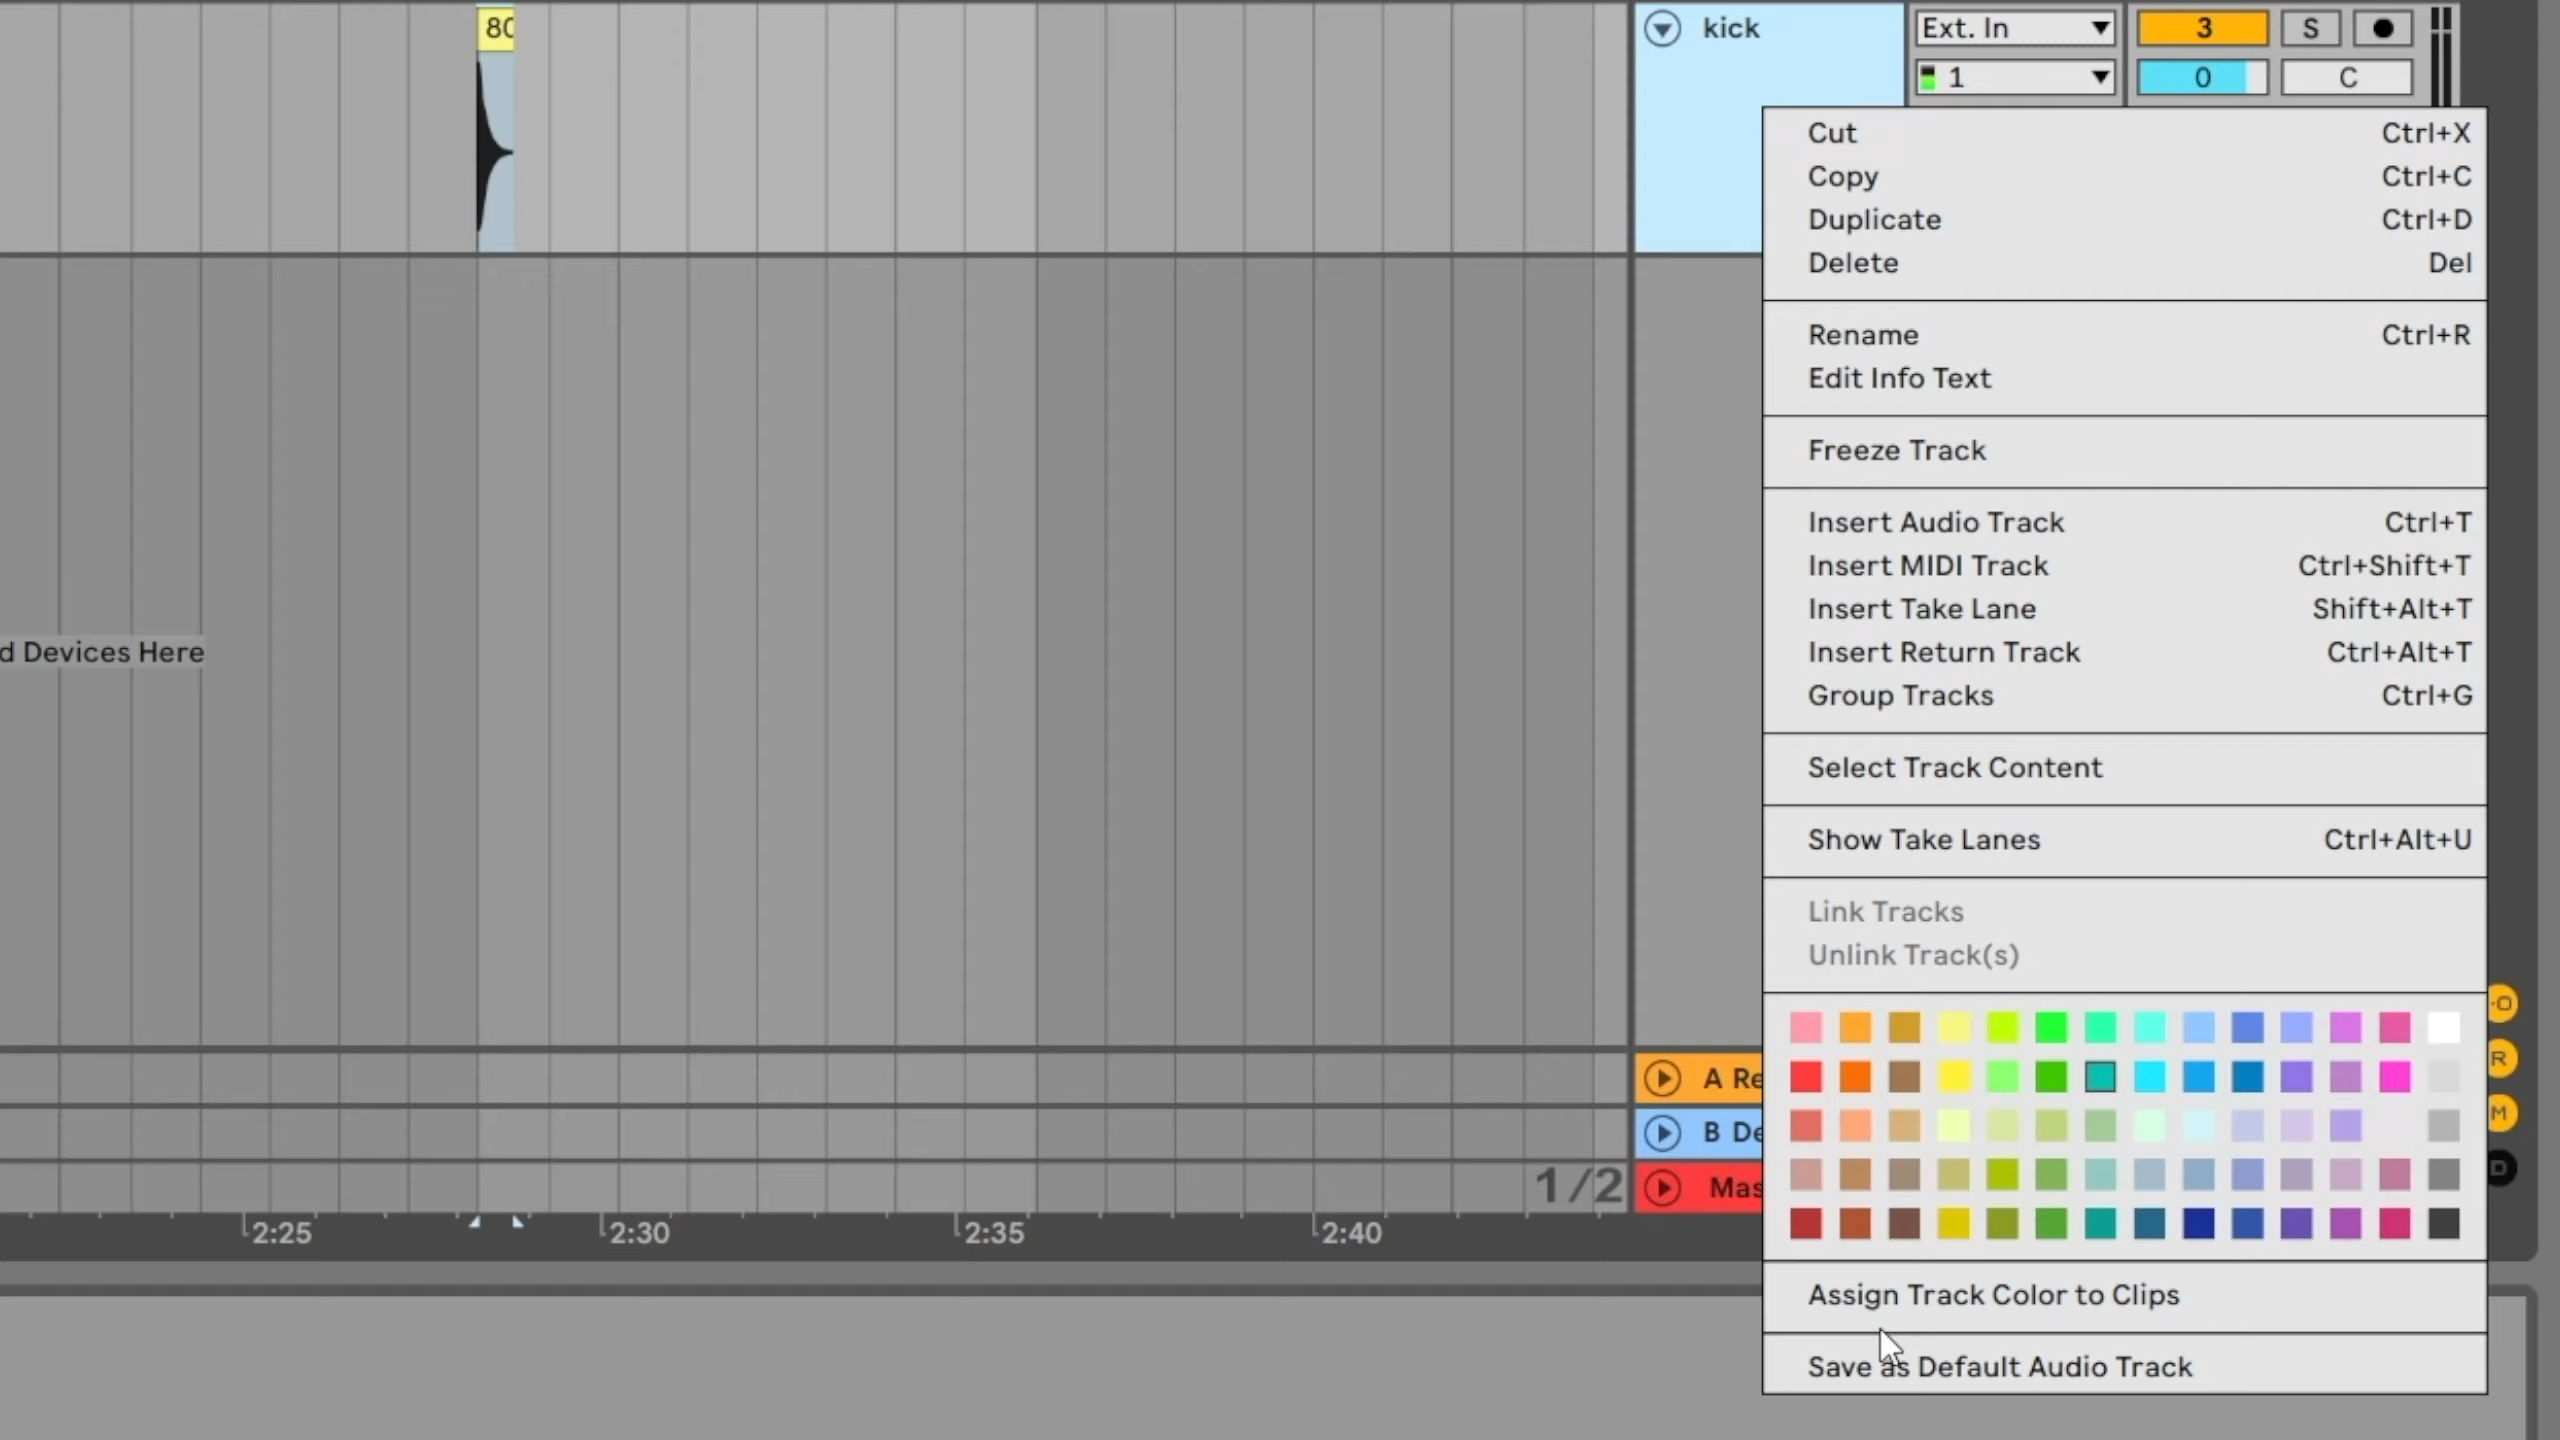 80
kick
Ext. In
3
S
1
0
C
Cut Ctrl+X
Copy Ctrl+C
Duplicate Ctrl+D
Delete Del
Rename Ctrl+R
Edit Info Text
Freeze Track
Insert Audio Track Ctrl+T
Insert MIDI Track Ctrl+Shift+T
Insert Take Lane Shift+Alt+T
Insert Return Track Ctrl+Alt+T
Group Tracks Ctrl+G
d Devices Here
Select Track Content
Show Take Lanes Ctrl+Alt+U
Link Tracks
Unlink Track(s)
A Re
B De
1/2
Mas
R
M
D
2:25
2:30
2:35
2:40
Assign Track Color to Clips
Save as Default Audio Track